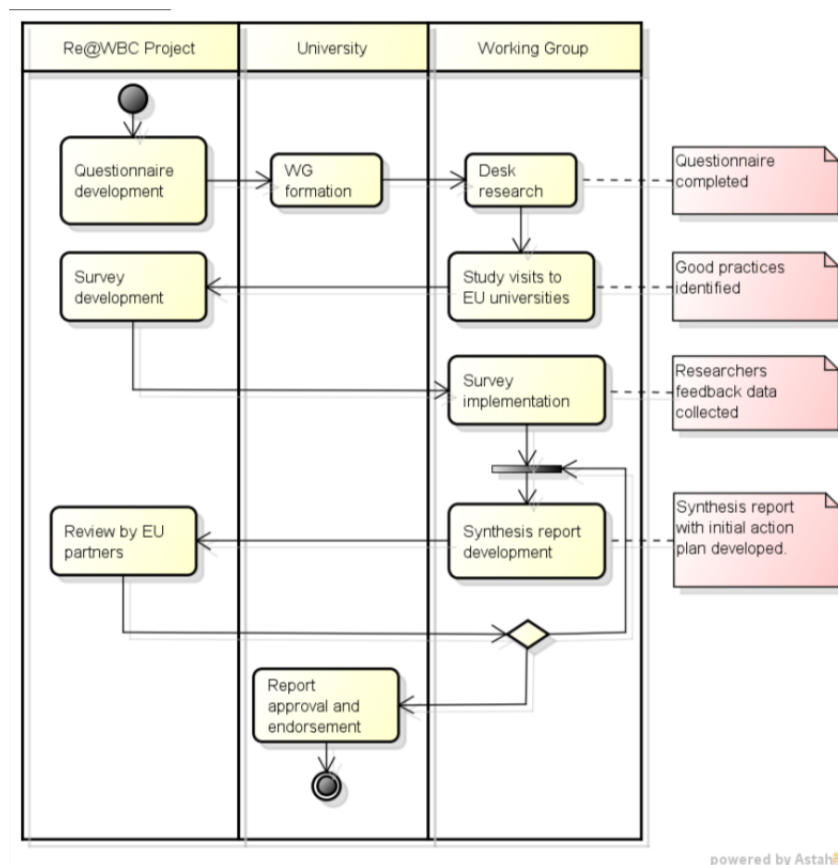 Re@WBC Project
University
Working Group
Questionnaire
development
WG
formation
Desk
research
Questionnaire
completed
Survey
development
Study visits to
EU universities
Good practices
identified
Survey
implementation
Researchers
feedback data
collected
Review by EU
partners
Synthesis report
development
Synthesis report
with initial action
plan developed.
Report
approval and
endorsement
powered by Astah